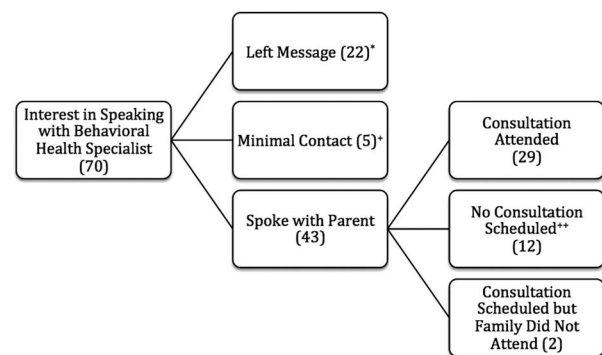 Interest in Speaking
with Behavioral
Health Specialist
(70)
Left Message (22)*
Minimal Contact (5)+
Spoke with Parent
(43)
Consultation
Attended
(29)
No Consultation
Scheduled++
(12)
Consultation
Scheduled but
Family Did Not
Attend (2)